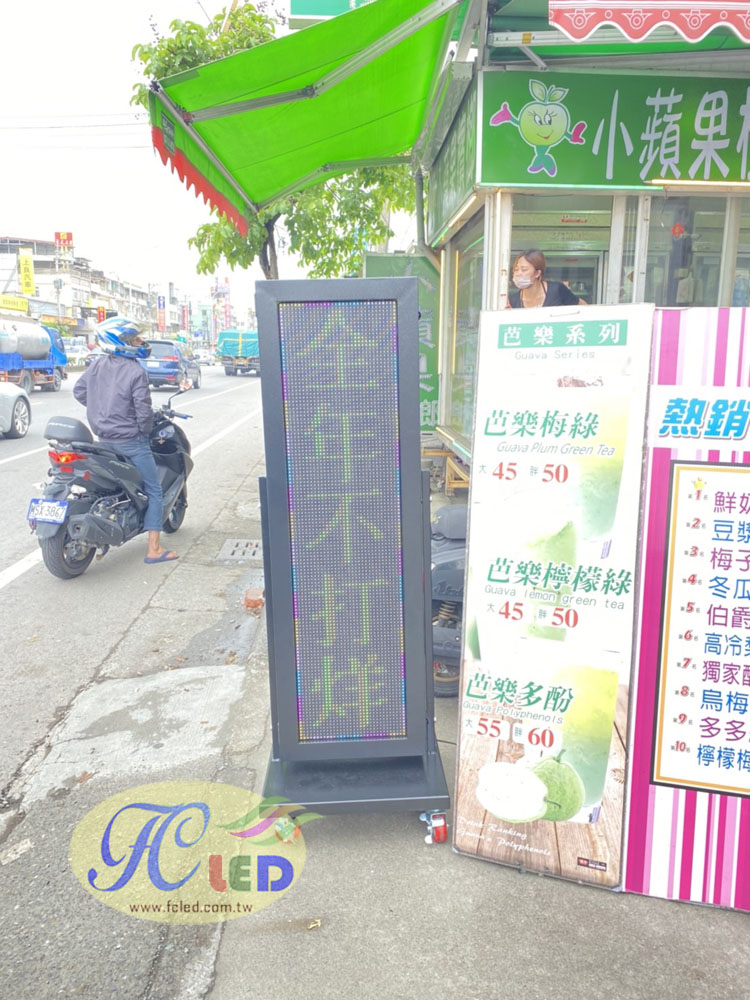 小蘋果
全年不打烊
芭樂系列
Guava Series
芭樂梅綠
Guava Plum Green Tea
大 45 胖 50
芭樂檸檬綠
Guava lemon green tea
大 45 胖 50
芭樂多酚
Guava Polyphenols
大 55 胖 60
熱銷
1 鮮奶
2 豆漿
3 梅子
4 冬瓜
5 伯爵
6 高冷
7 獨家
8 烏梅
9 多多
10 檸檬梅
FC LED
www.fcled.com.tw